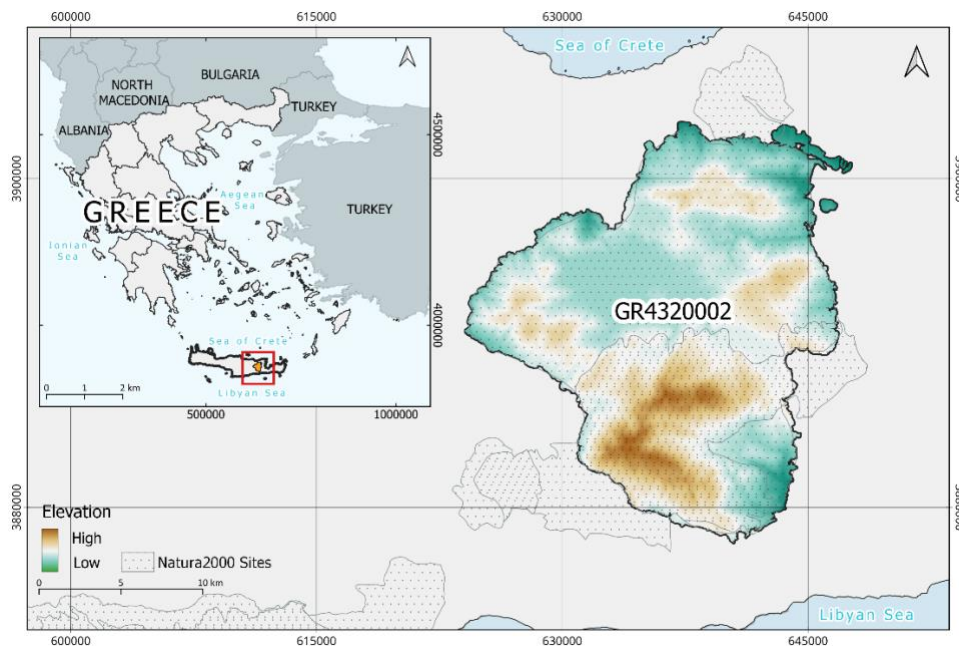 600000 615000 630000 645000
Sea of Crete
BULGARIA
NORTH
MACEDONIA
TURKEY
ALBANIA
4500000
3900000
3900000
Aegean
Sea
TURKEY
GREECE
Ionian
Sea
GR4320002
4000000
Sea of Crete
0 1 2 km
Libyan Sea
500000 1000000
3880000
3880000
Elevation
High
Low
Natura2000 Sites
0 5 10 km
Libyan Sea
600000 615000 630000 645000